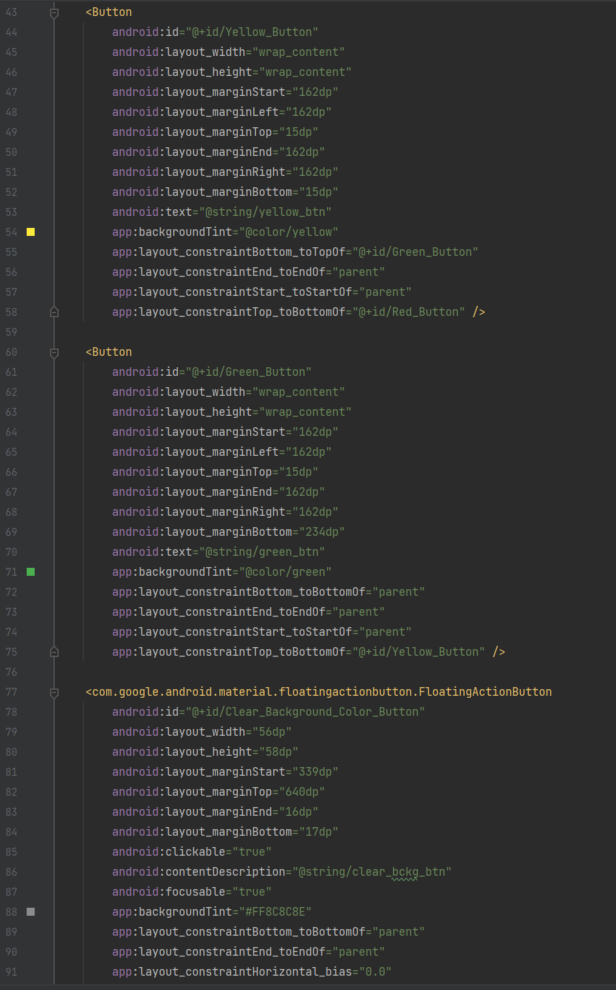 43 <Button
44 android:id="@+id/Yellow_Button"
45 android:layout_width="wrap_content"
46 android:layout_height="wrap_content"
47 android:layout_marginStart="162dp"
48 android:layout_marginLeft="162dp"
49 android:layout_marginTop="15dp"
50 android:layout_marginEnd="162dp"
51 android:layout_marginRight="162dp"
52 android:layout_marginBottom="15dp"
53 android:text="@string/yellow_btn"
54 app:backgroundTint="@color/yellow"
55 app:layout_constraintBottom_toTopOf="@+id/Green_Button"
56 app:layout_constraintEnd_toEndOf="parent"
57 app:layout_constraintStart_toStartOf="parent"
58 app:layout_constraintTop_toBottomOf="@+id/Red_Button" />
59
60 <Button
61 android:id="@+id/Green_Button"
62 android:layout_width="wrap_content"
63 android:layout_height="wrap_content"
64 android:layout_marginStart="162dp"
65 android:layout_marginLeft="162dp"
66 android:layout_marginTop="15dp"
67 android:layout_marginEnd="162dp"
68 android:layout_marginRight="162dp"
69 android:layout_marginBottom="234dp"
70 android:text="@string/green_btn"
71 app:backgroundTint="@color/green"
72 app:layout_constraintBottom_toBottomOf="parent"
73 app:layout_constraintEnd_toEndOf="parent"
74 app:layout_constraintStart_toStartOf="parent"
75 app:layout_constraintTop_toBottomOf="@+id/Yellow_Button" />
76
77 <com.google.android.material.floatingactionbutton.FloatingActionButton
78 android:id="@+id/Clear_Background_Color_Button"
79 android:layout_width="56dp"
80 android:layout_height="58dp"
81 android:layout_marginStart="339dp"
82 android:layout_marginTop="640dp"
83 android:layout_marginEnd="16dp"
84 android:layout_marginBottom="17dp"
85 android:clickable="true"
86 android:contentDescription="@string/clear_bckg_btn"
87 android:focusable="true"
88 app:backgroundTint="#FF8C8C8E"
89 app:layout_constraintBottom_toBottomOf="parent"
90 app:layout_constraintEnd_toEndOf="parent"
91 app:layout_constraintHorizontal_bias="0.0"